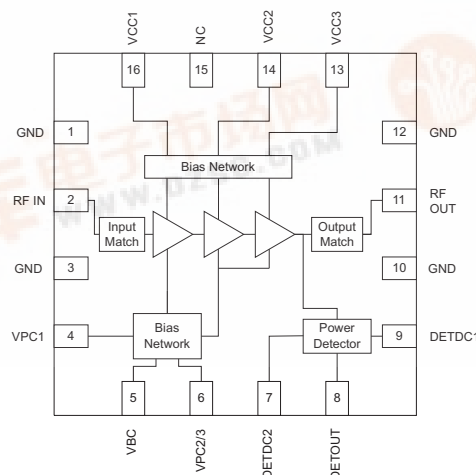 VCC1
NC
VCC2
VCC3
16
15
14
13
GND
1
12
GND
Bias Network
RF IN
2
Input
Match
Output
Match
11
RF
OUT
GND
3
10
GND
VPC1
4
Bias
Network
Power
Detector
9
DETDC1
5
6
7
8
VBC
VPC2/3
DETDC2
DETOUT